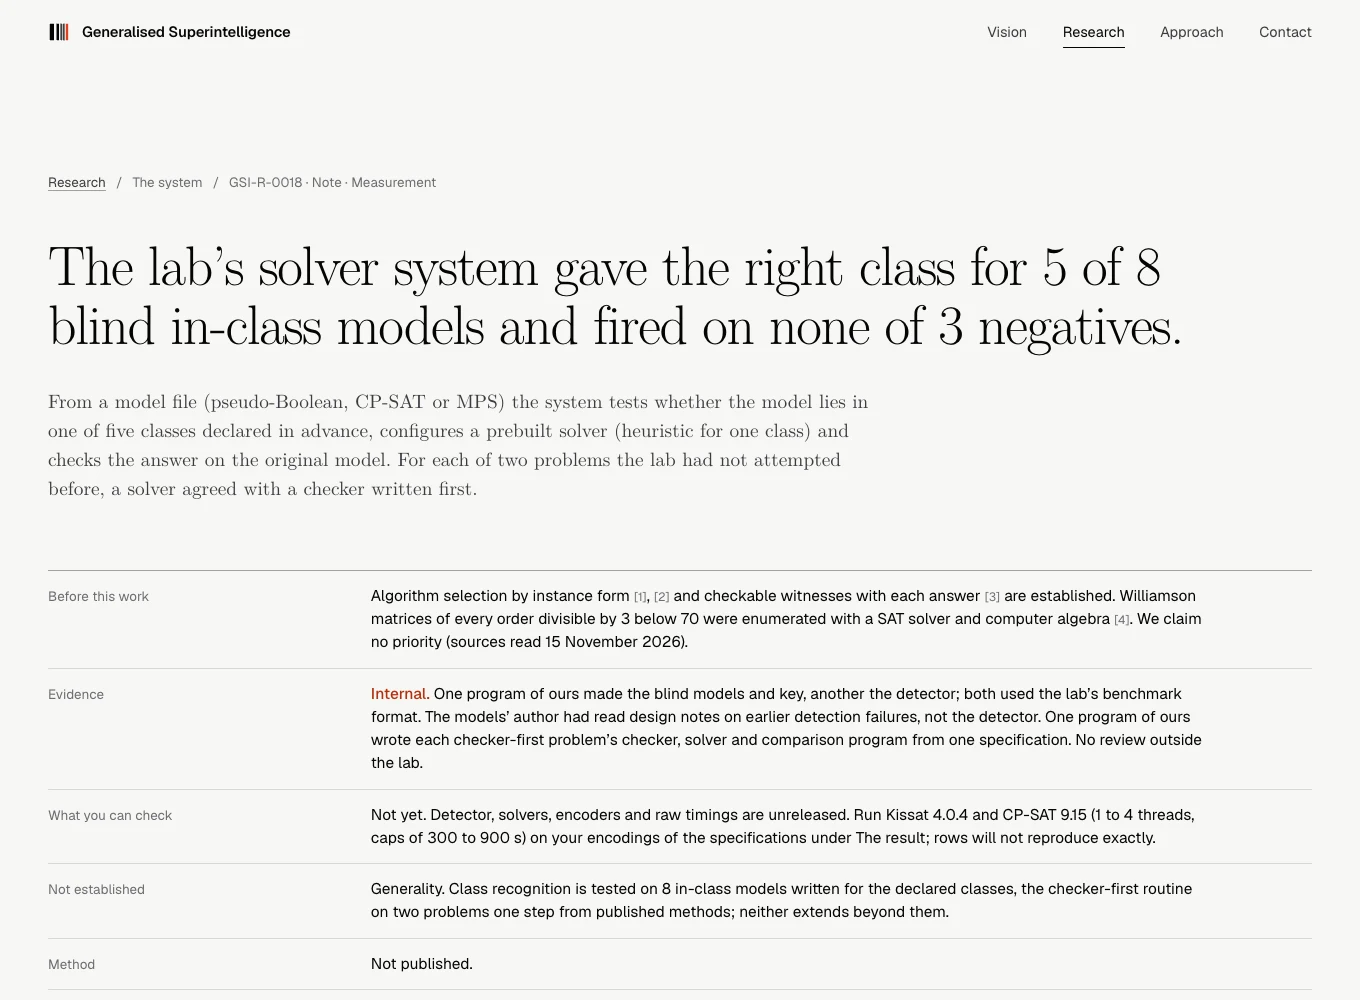 Generalised Superintelligence
Vision
Research
Approach
Contact
Research / The system / GSI-R-0018 · Note · Measurement
The lab’s solver system gave the right class for 5 of 8
blind in-class models and fired on none of 3 negatives.
From a model file (pseudo-Boolean, CP-SAT or MPS) the system tests whether the model lies in
one of five classes declared in advance, configures a prebuilt solver (heuristic for one class) and
checks the answer on the original model. For each of two problems the lab had not attempted
before, a solver agreed with a checker written first.
Before this work
Algorithm selection by instance form [1], [2] and checkable witnesses with each answer [3] are established. Williamson
matrices of every order divisible by 3 below 70 were enumerated with a SAT solver and computer algebra [4]. We claim
no priority (sources read 15 November 2026).
Evidence
Internal. One program of ours made the blind models and key, another the detector; both used the lab’s benchmark
format. The models’ author had read design notes on earlier detection failures, not the detector. One program of ours
wrote each checker-first problem’s checker, solver and comparison program from one specification. No review outside
the lab.
What you can check
Not yet. Detector, solvers, encoders and raw timings are unreleased. Run Kissat 4.0.4 and CP-SAT 9.15 (1 to 4 threads,
caps of 300 to 900 s) on your encodings of the specifications under The result; rows will not reproduce exactly.
Not established
Generality. Class recognition is tested on 8 in-class models written for the declared classes, the checker-first routine
on two problems one step from published methods; neither extends beyond them.
Method
Not published.